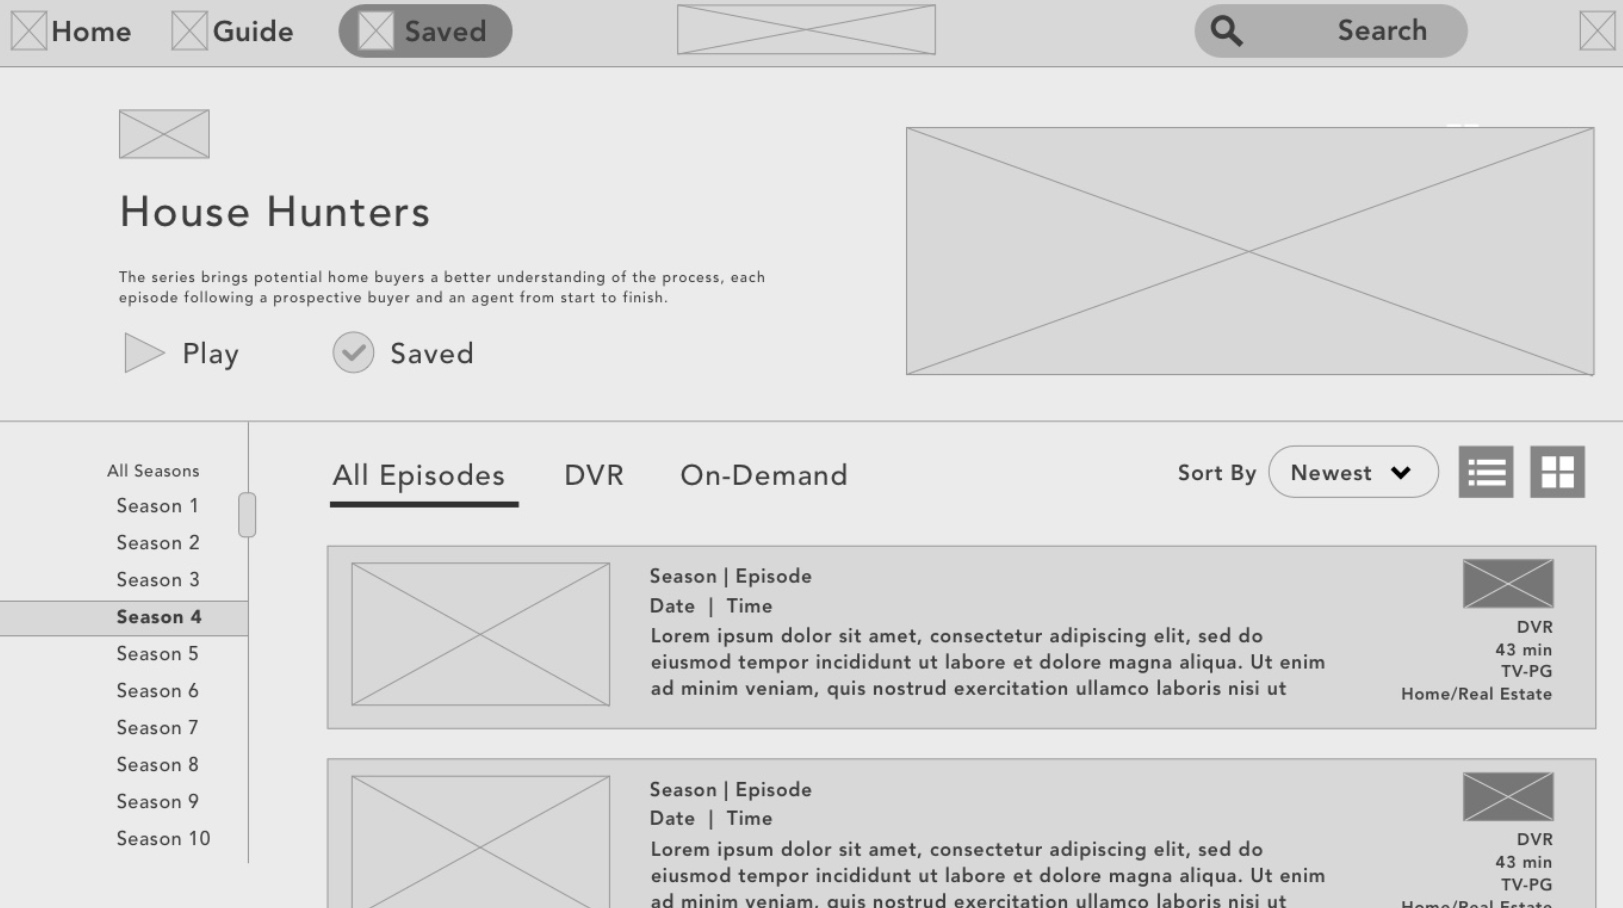 Home
Guide
Saved
Search
House Hunters
The series brings potential home buyers a better understanding of the process, each
episode following a prospective buyer and an agent from start to finish.
Play
Saved
All Seasons
Season 1
Season 2
Season 3
Season 4
Season 5
Season 6
Season 7
Season 8
Season 9
Season 10
All Episodes
DVR
On-Demand
Sort By
Newest
Season | Episode
Date | Time
Lorem ipsum dolor sit amet, consectetur adipiscing elit, sed do
eiusmod tempor incididunt ut labore et dolore magna aliqua. Ut enim
ad minim veniam, quis nostrud exercitation ullamco laboris nisi ut
DVR
43 min
TV-PG
Home/Real Estate
Season | Episode
Date | Time
Lorem ipsum dolor sit amet, consectetur adipiscing elit, sed do
eiusmod tempor incididunt ut labore et dolore magna aliqua. Ut enim
ad minim veniam, quis nostrud exercitation ullamco laboris nisi ut
DVR
43 min
TV-PG
Home/Real Estate